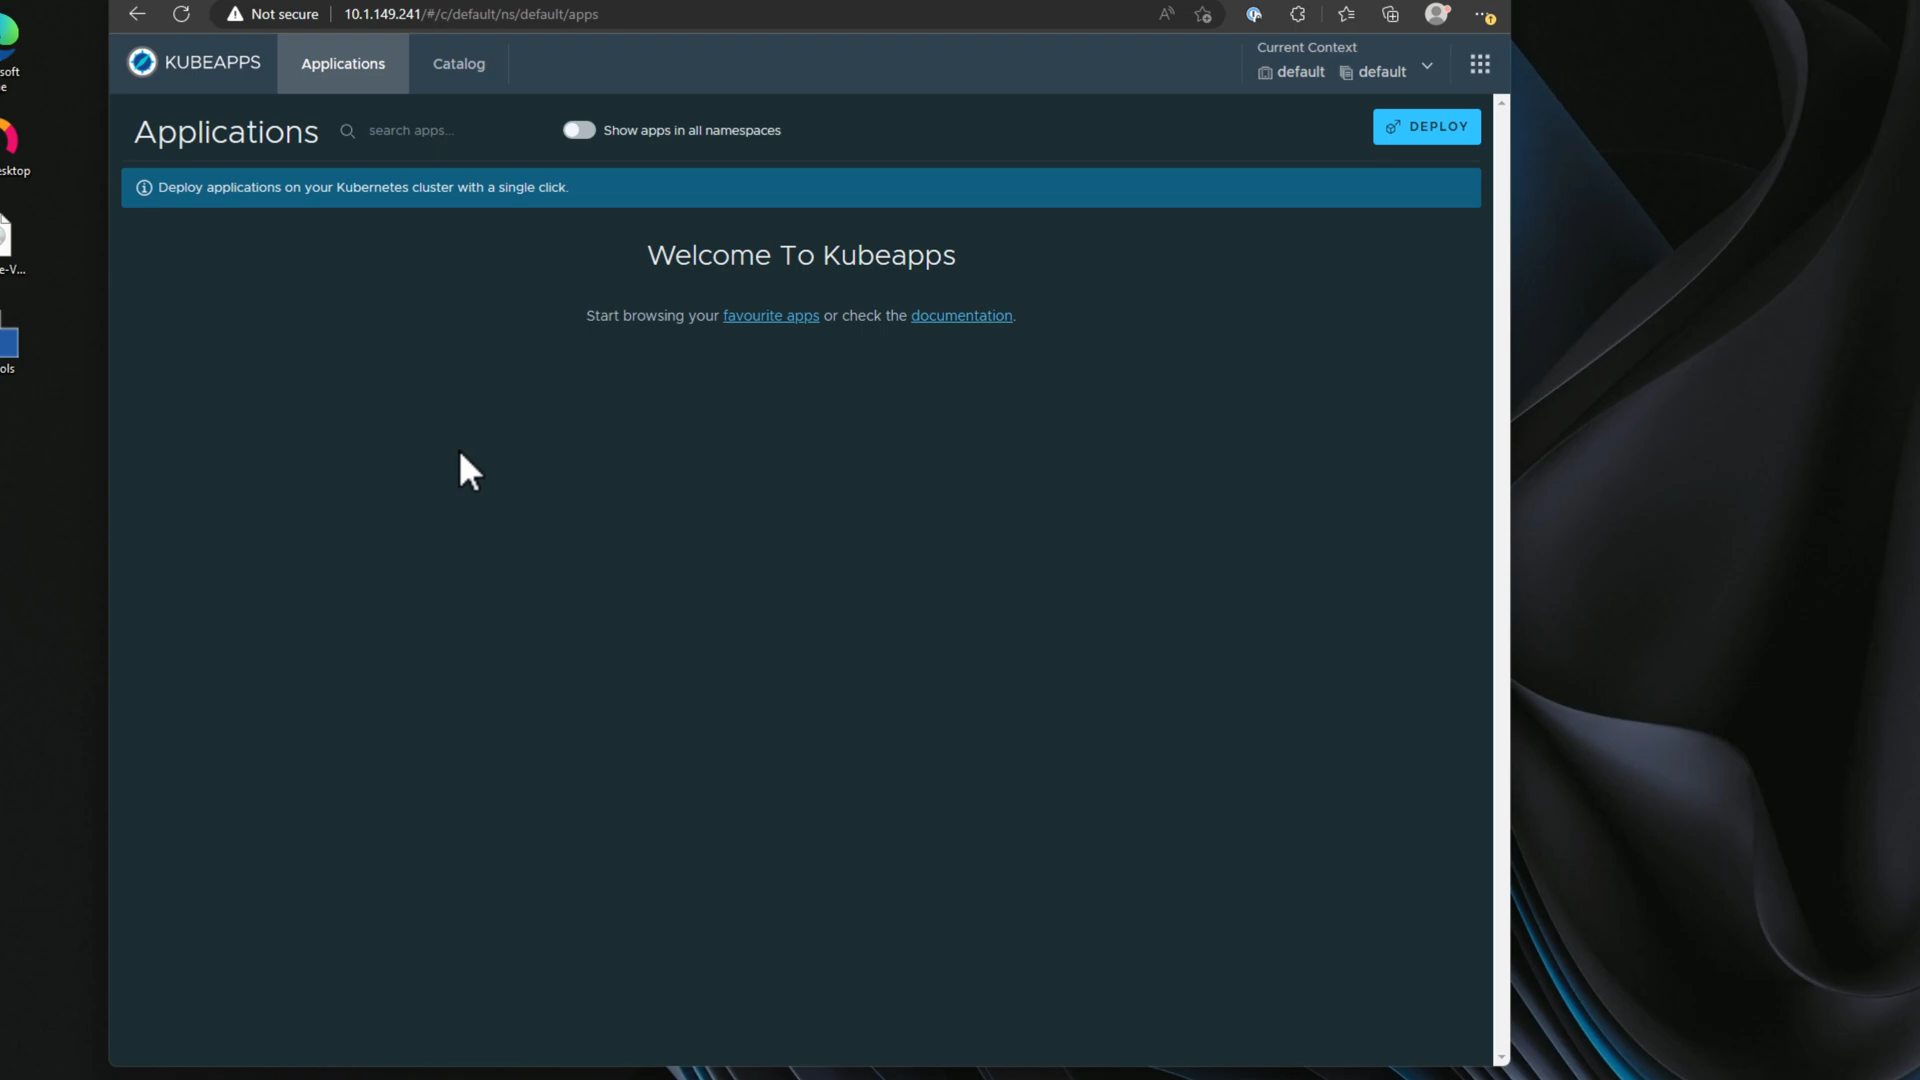 Not secure
10.1.149.241/#/c/default/ns/default/apps
KUBEAPPS
Applications
Catalog
Current Context
default
default
Applications
search apps...
Show apps in all namespaces
DEPLOY
Deploy applications on your Kubernetes cluster with a single click.
Welcome To Kubeapps
Start browsing your favourite apps or check the documentation.
soft
e
esktop
e-V...
ols